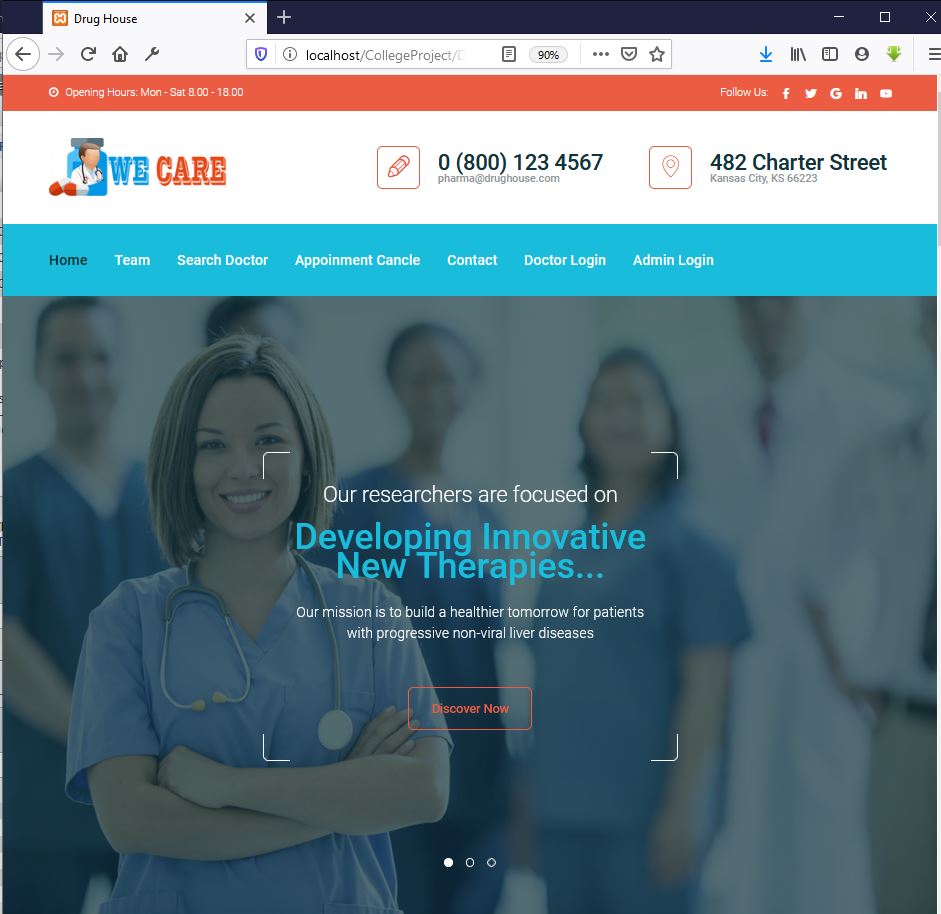 Drug House
localhost/CollegeProject/D
90%
Opening Hours: Mon - Sat 8.00 - 18.00
Follow Us:
WE CARE
0 (800) 123 4567
pharma@drughouse.com
482 Charter Street
Kansas City, KS 66223
Home Team Search Doctor Appoinment Cancle Contact Doctor Login Admin Login
Our researchers are focused on
Developing Innovative
New Therapies...
Our mission is to build a healthier tomorrow for patients
with progressive non-viral liver diseases
Discover Now